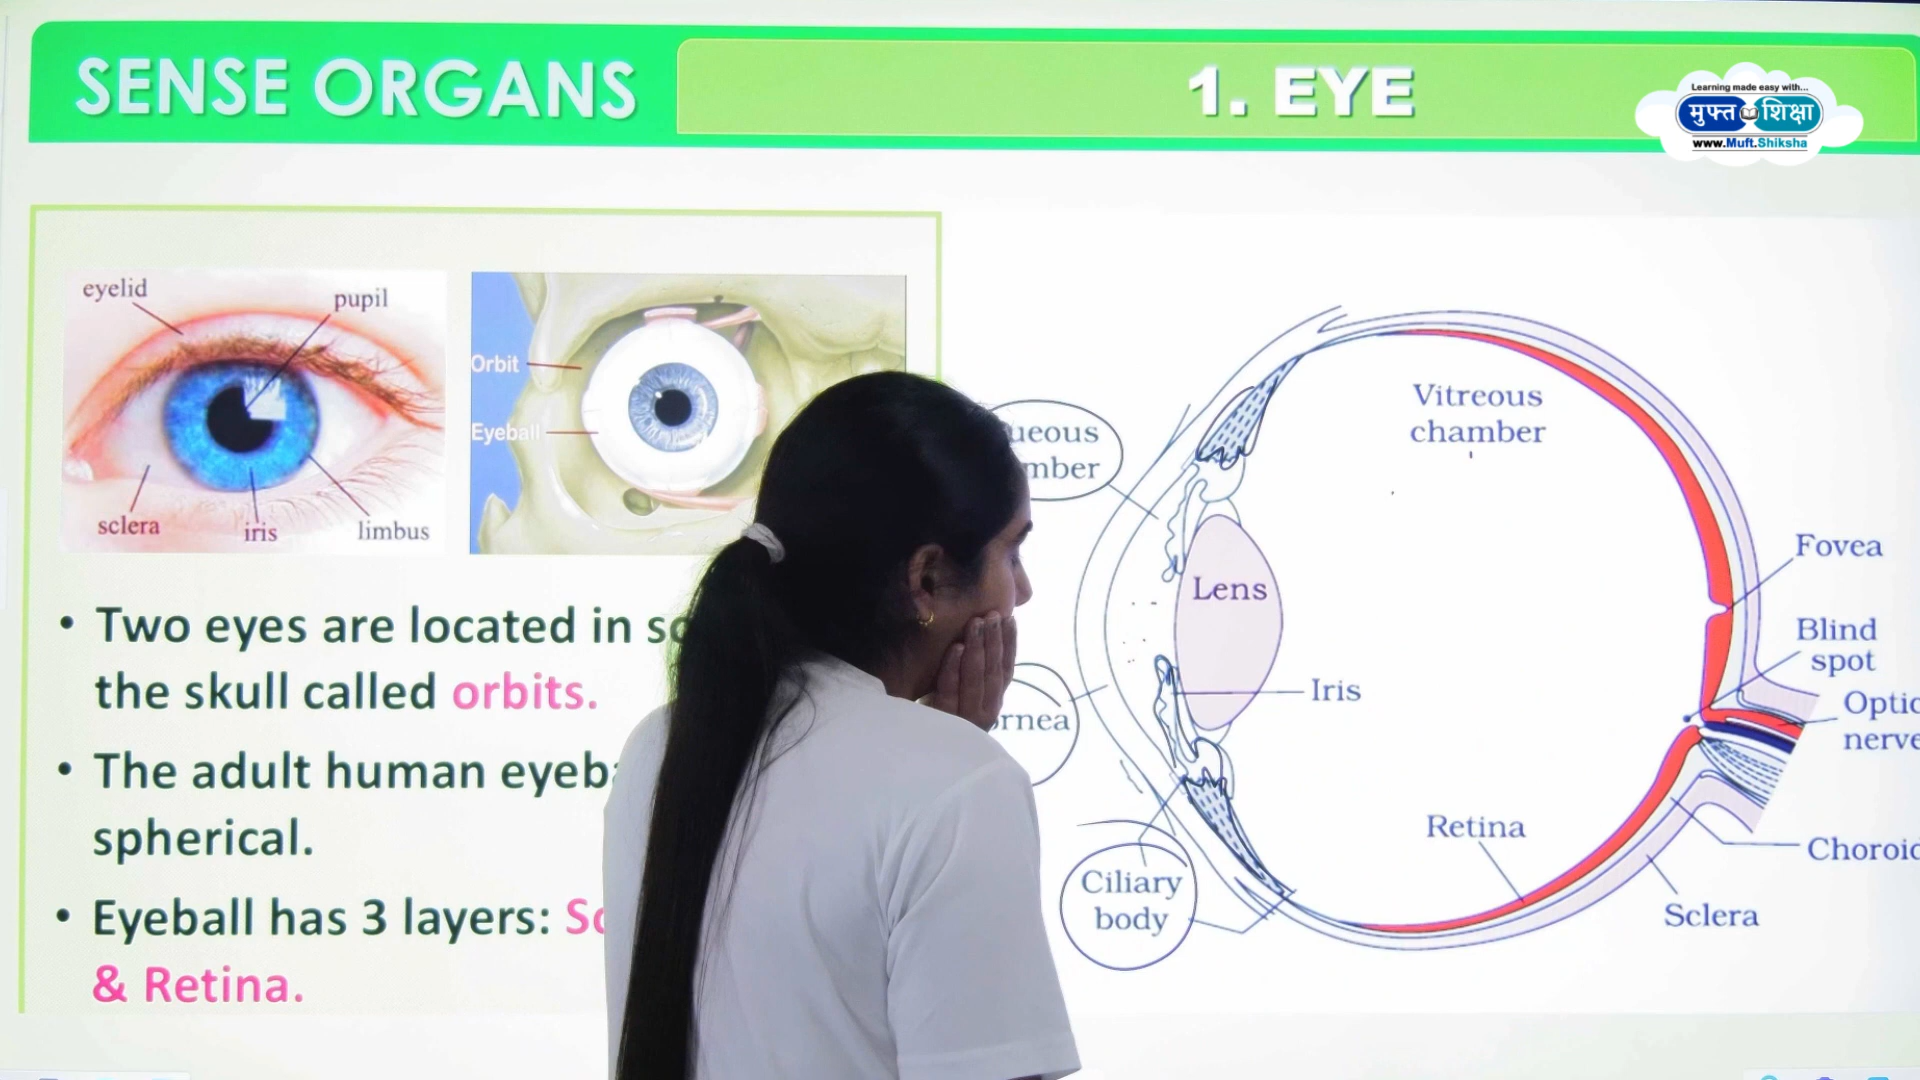 SENSE ORGANS
1. EYE
Learning made easy with...
मुफ्त शिक्षा
www.Muft.Shiksha
eyelid
pupil
sclera
iris
limbus
Orbit
Eyeball
• Two eyes are located in
the skull called orbits.
• The adult human
spherical.
• Eyeball has 3 layers:
& Retina.
Vitreous
chamber
Lens
Iris
Fovea
Blind
spot
nerve
Retina
Sclera
Ciliary
body